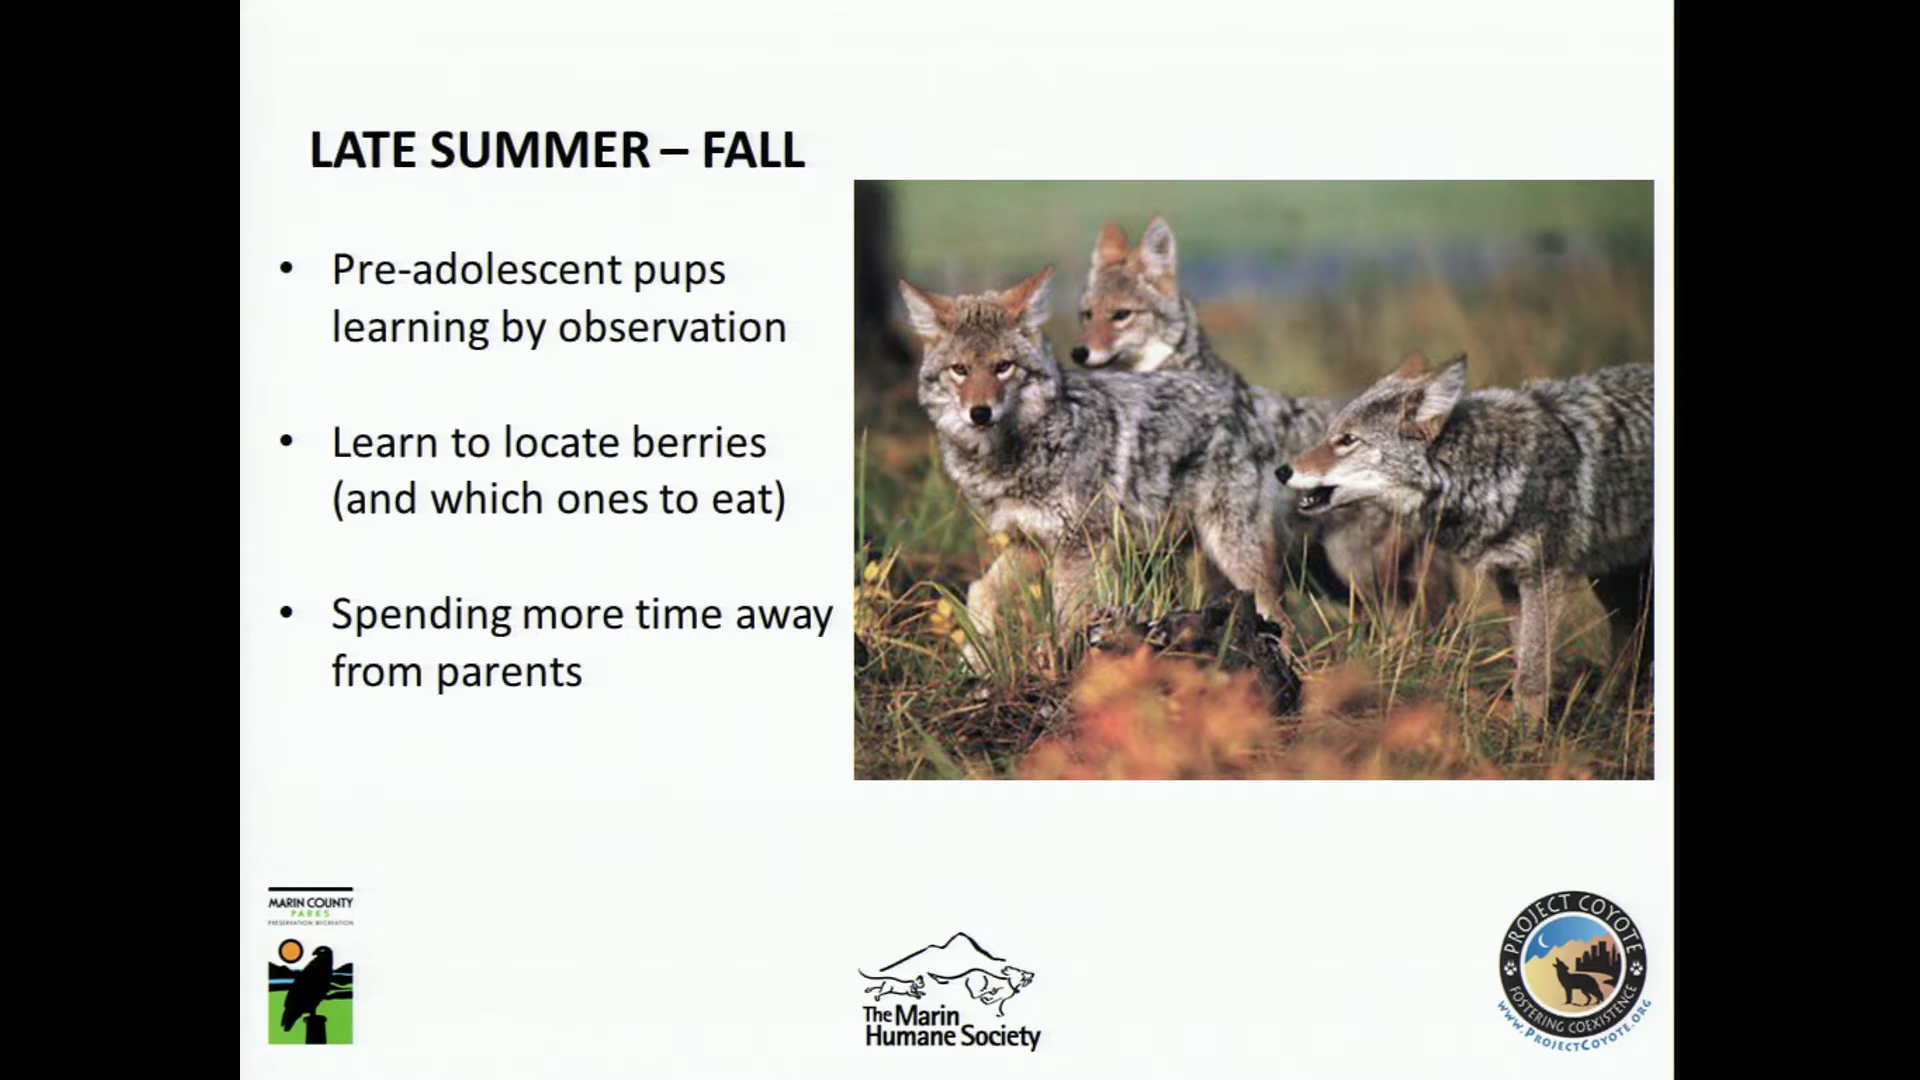 LATE SUMMER – FALL
• Pre-adolescent pups
learning by observation
• Learn to locate berries
(and which ones to eat)
• Spending more time away
from parents
MARIN COUNTY
PARKS
PRESERVATION RECREATION
The Marin
Humane Society
PROJECT COYOTE
FOSTERING COEXISTENCE
WWW.PROJECTCOYOTE.ORG